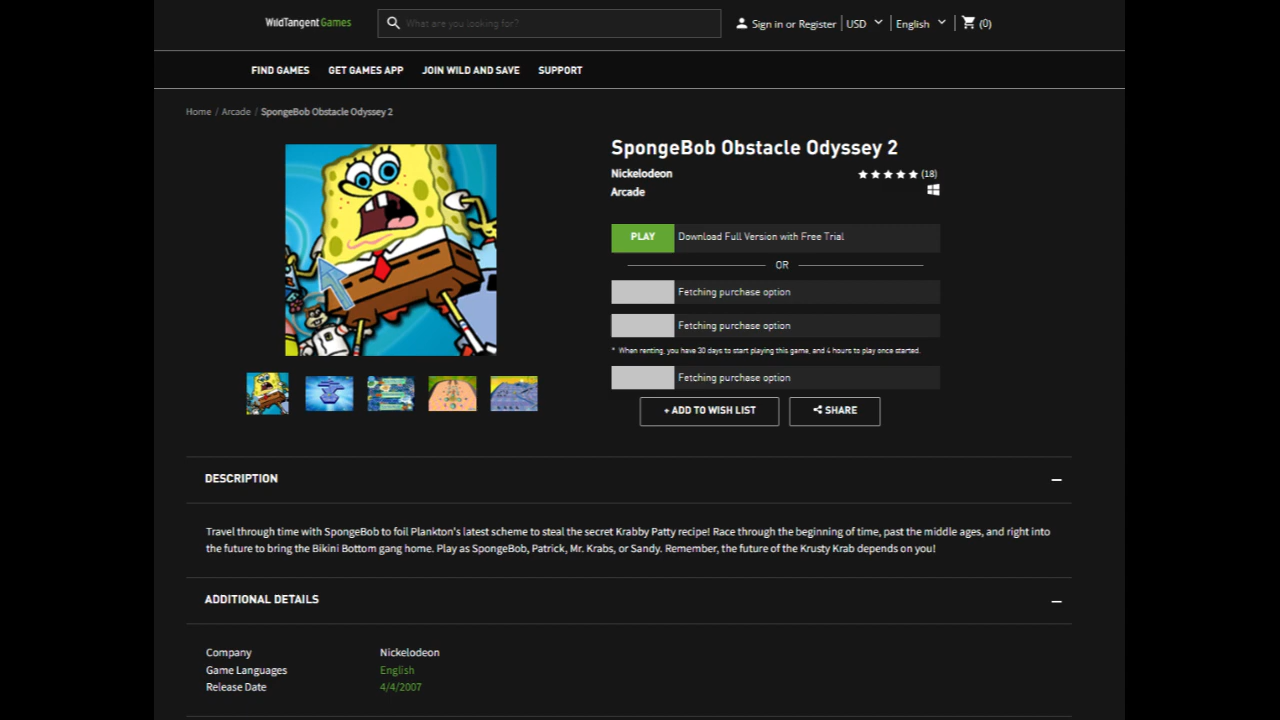 WildTangent Games
What are you looking for?
Sign in or Register
USD
English
(0)
FIND GAMES
GET GAMES APP
JOIN WILD AND SAVE
SUPPORT
Home / Arcade / SpongeBob Obstacle Odyssey 2
SpongeBob Obstacle Odyssey 2
Nickelodeon
(18)
Arcade
PLAY Download Full Version with Free Trial
OR
Fetching purchase option
Fetching purchase option
* When renting, you have 30 days to start playing this game, and 4 hours to play once started.
Fetching purchase option
+ ADD TO WISH LIST
SHARE
DESCRIPTION
Travel through time with SpongeBob to foil Plankton's latest scheme to steal the secret Krabby Patty recipe! Race through the beginning of time, past the middle ages, and right into
the future to bring the Bikini Bottom gang home. Play as SpongeBob, Patrick, Mr. Krabs, or Sandy. Remember, the future of the Krusty Krab depends on you!
ADDITIONAL DETAILS
Company Nickelodeon
Game Languages English
Release Date 4/4/2007